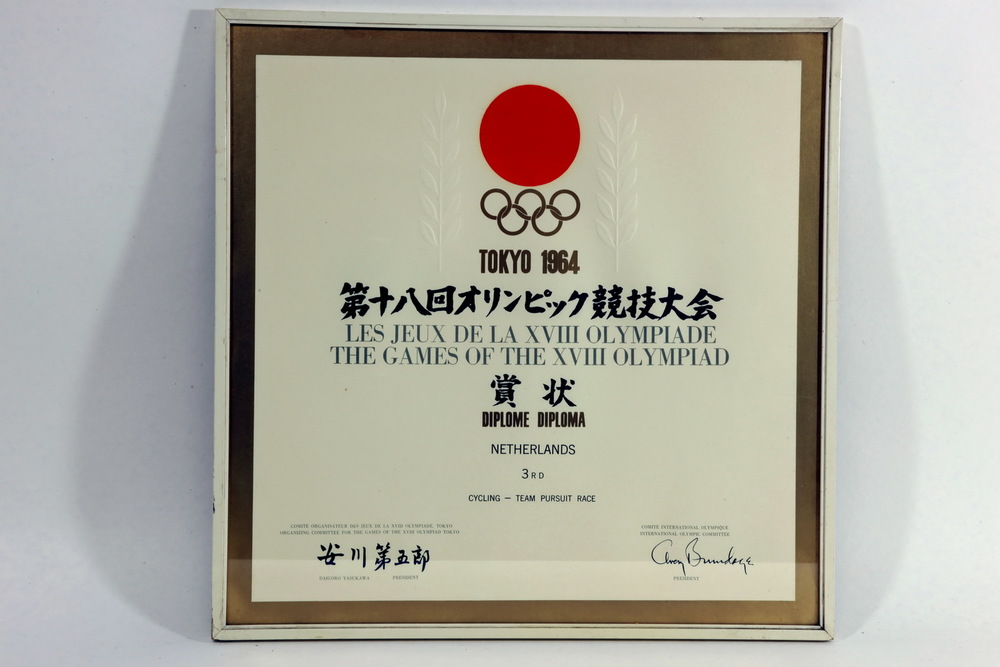 TOKYO 1964
第十八回オリンピック競技大会
LES JEUX DE LA XVIII OLYMPIADE
THE GAMES OF THE XVIII OLYMPIAD
賞状
DIPLOME DIPLOMA
NETHERLANDS
3RD
CYCLING — TEAM PURSUIT RACE
COMITÉ ORGANISATEUR DES JEUX DE LA XVIII OLYMPIADE, TOKYO
ORGANIZING COMMITTEE FOR THE GAMES OF THE XVIII OLYMPIAD TOKYO
安川第五郎
DAIGORO YASUKAWA PRESIDENT
COMITÉ INTERNATIONAL OLYMPIQUE
INTERNATIONAL OLYMPIC COMMITTEE
Avery Brundage
PRESIDENT